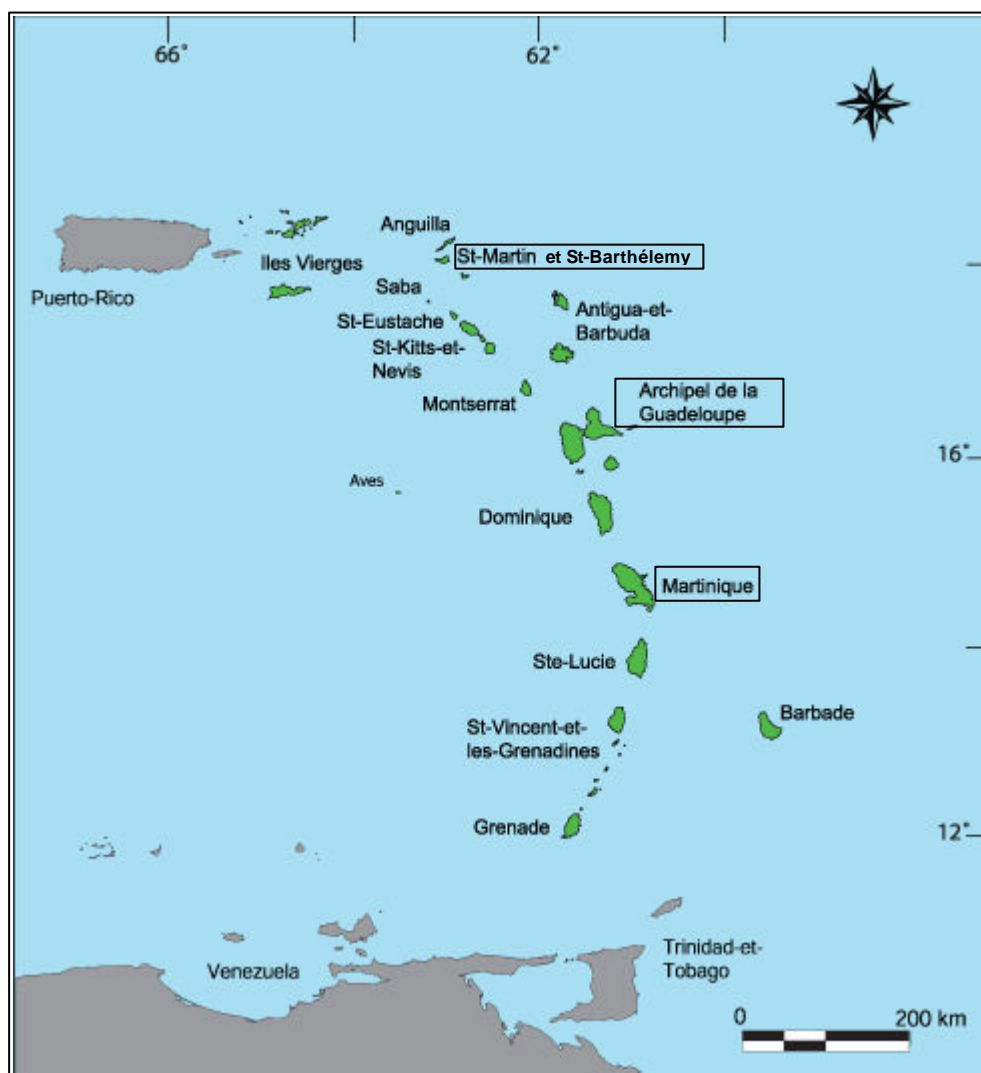 66°
62°
Anguilla
St-Martin et St-Barthélemy
Iles Vierges
Puerto-Rico
Saba
St-Eustache
Antigua-et-
Barbuda
St-Kitts-et-
Nevis
Montserrat
Archipel de la
Guadeloupe
16°
Aves
Dominique
Martinique
Ste-Lucie
St-Vincent-et-
les-Grenadines
Barbade
Grenade
12°
Venezuela
Trinidad-et-
Tobago
0
200 km